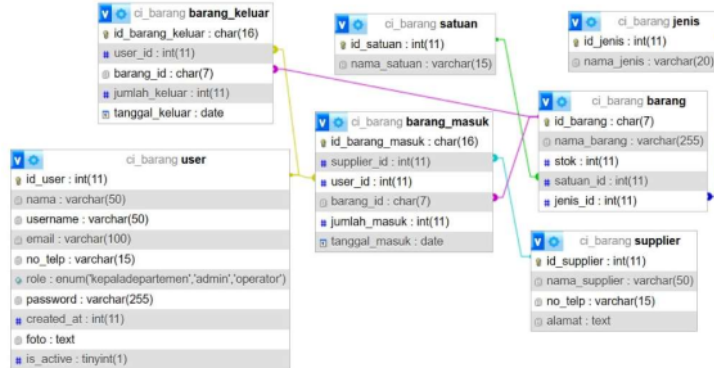 ci_barang barang_keluar
id_barang_keluar : char(16)
user_id : int(11)
barang_id : char(7)
jumlah_keluar : int(11)
tanggal_keluar : date
ci_barang satuan
id_satuan : int(11)
nama_satuan : varchar(15)
ci_barang jenis
id_jenis : int(11)
nama_jenis : varchar(20)
ci_barang barang
id_barang : char(7)
nama_barang : varchar(255)
stok : int(11)
satuan_id : int(11)
jenis_id : int(11)
ci_barang barang_masuk
id_barang_masuk : char(16)
supplier_id : int(11)
user_id : int(11)
barang_id : char(7)
jumlah_masuk : int(11)
tanggal_masuk : date
ci_barang user
id_user : int(11)
nama : varchar(50)
username : varchar(50)
email : varchar(100)
no_telp : varchar(15)
role : enum('kepaladepartemen','admin','operator')
password : varchar(255)
created_at : int(11)
foto : text
is_active : tinyint(1)
ci_barang supplier
id_supplier : int(11)
nama_supplier : varchar(50)
no_telp : varchar(15)
alamat : text